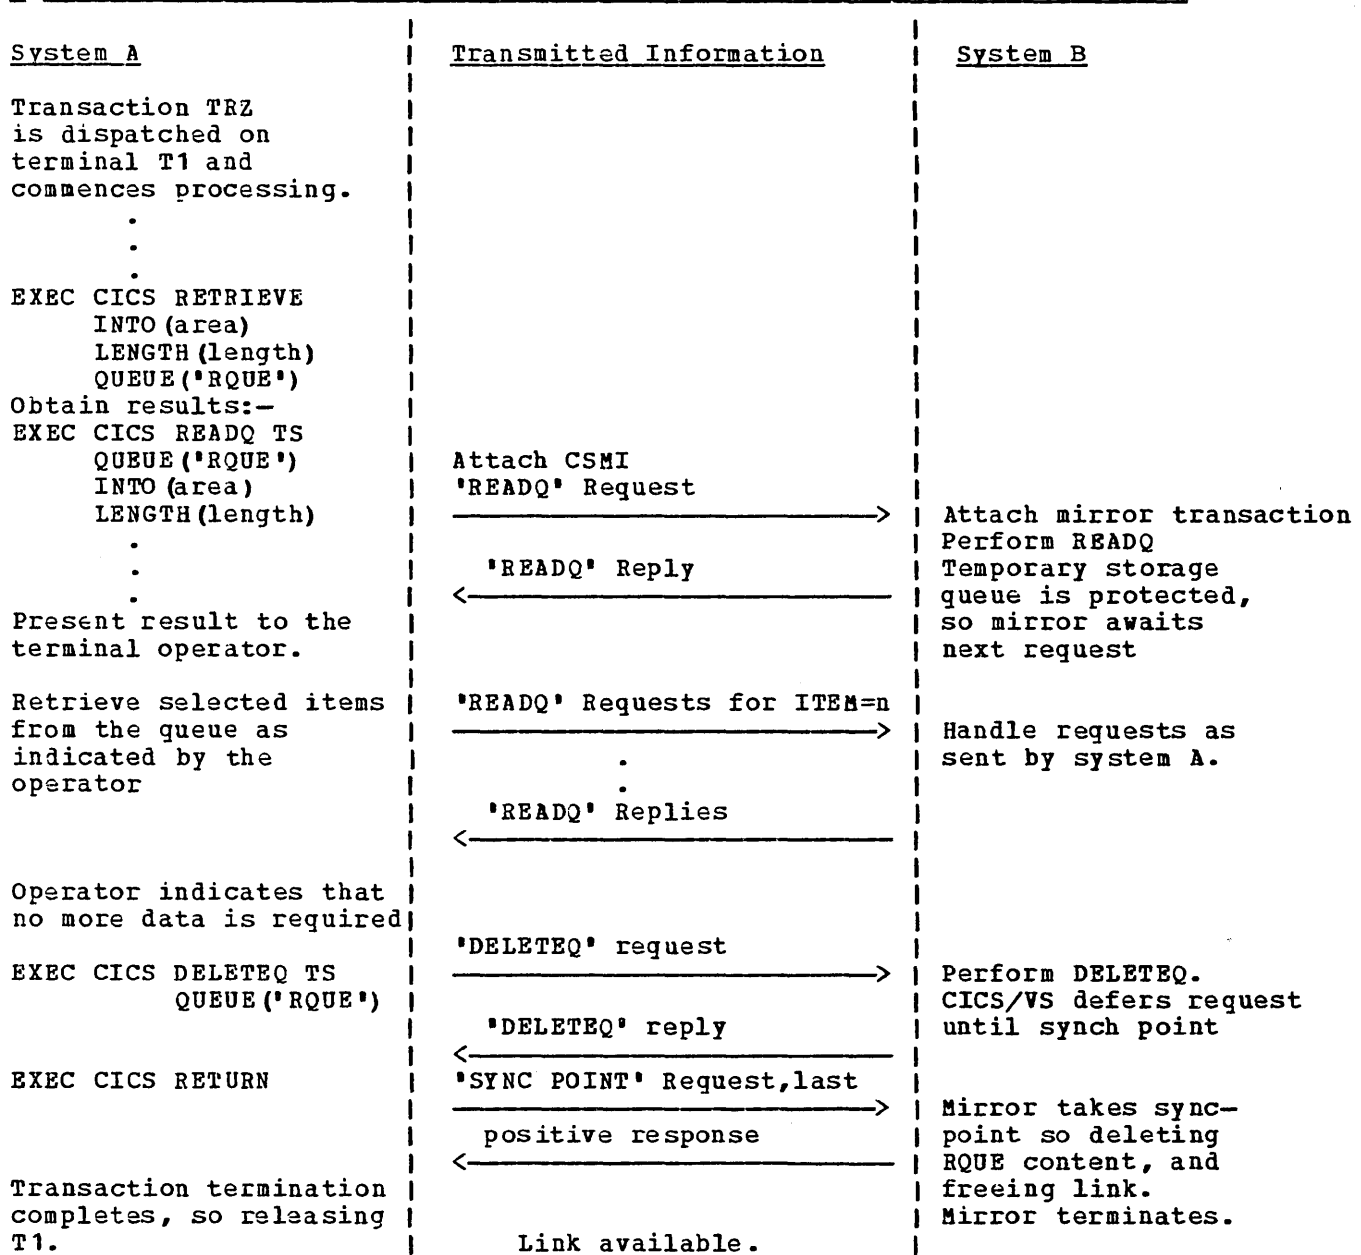 System A | Transmitted Information | System B
Transaction TRZ
is dispatched on
terminal T1 and
commences processing.
.
.
.
EXEC CICS RETRIEVE
INTO(area)
LENGTH(length)
QUEUE('RQUE')
Obtain results:-
EXEC CICS READQ TS
QUEUE('RQUE') | Attach CSMI
INTO(area) | 'READQ' Request
LENGTH(length) | ----> | Attach mirror transaction
. | Perform READQ
. | 'READQ' Reply | Temporary storage
. | <---- | queue is protected,
Present result to the | so mirror awaits
terminal operator. | next request
Retrieve selected items | 'READQ' Requests for ITEM=n
from the queue as | ----> | Handle requests as
indicated by the | . | sent by system A.
operator | .
'READQ' Replies
<----
Operator indicates that
no more data is required
'DELETEQ' request
EXEC CICS DELETEQ TS | ----> | Perform DELETEQ.
QUEUE('RQUE') | CICS/VS defers request
'DELETEQ' reply | until synch point
<----
EXEC CICS RETURN | 'SYNC POINT' Request,last
----> | Mirror takes sync-
positive response | point so deleting
<---- | RQUE content, and
Transaction termination | freeing link.
completes, so releasing | Mirror terminates.
T1. | Link available.